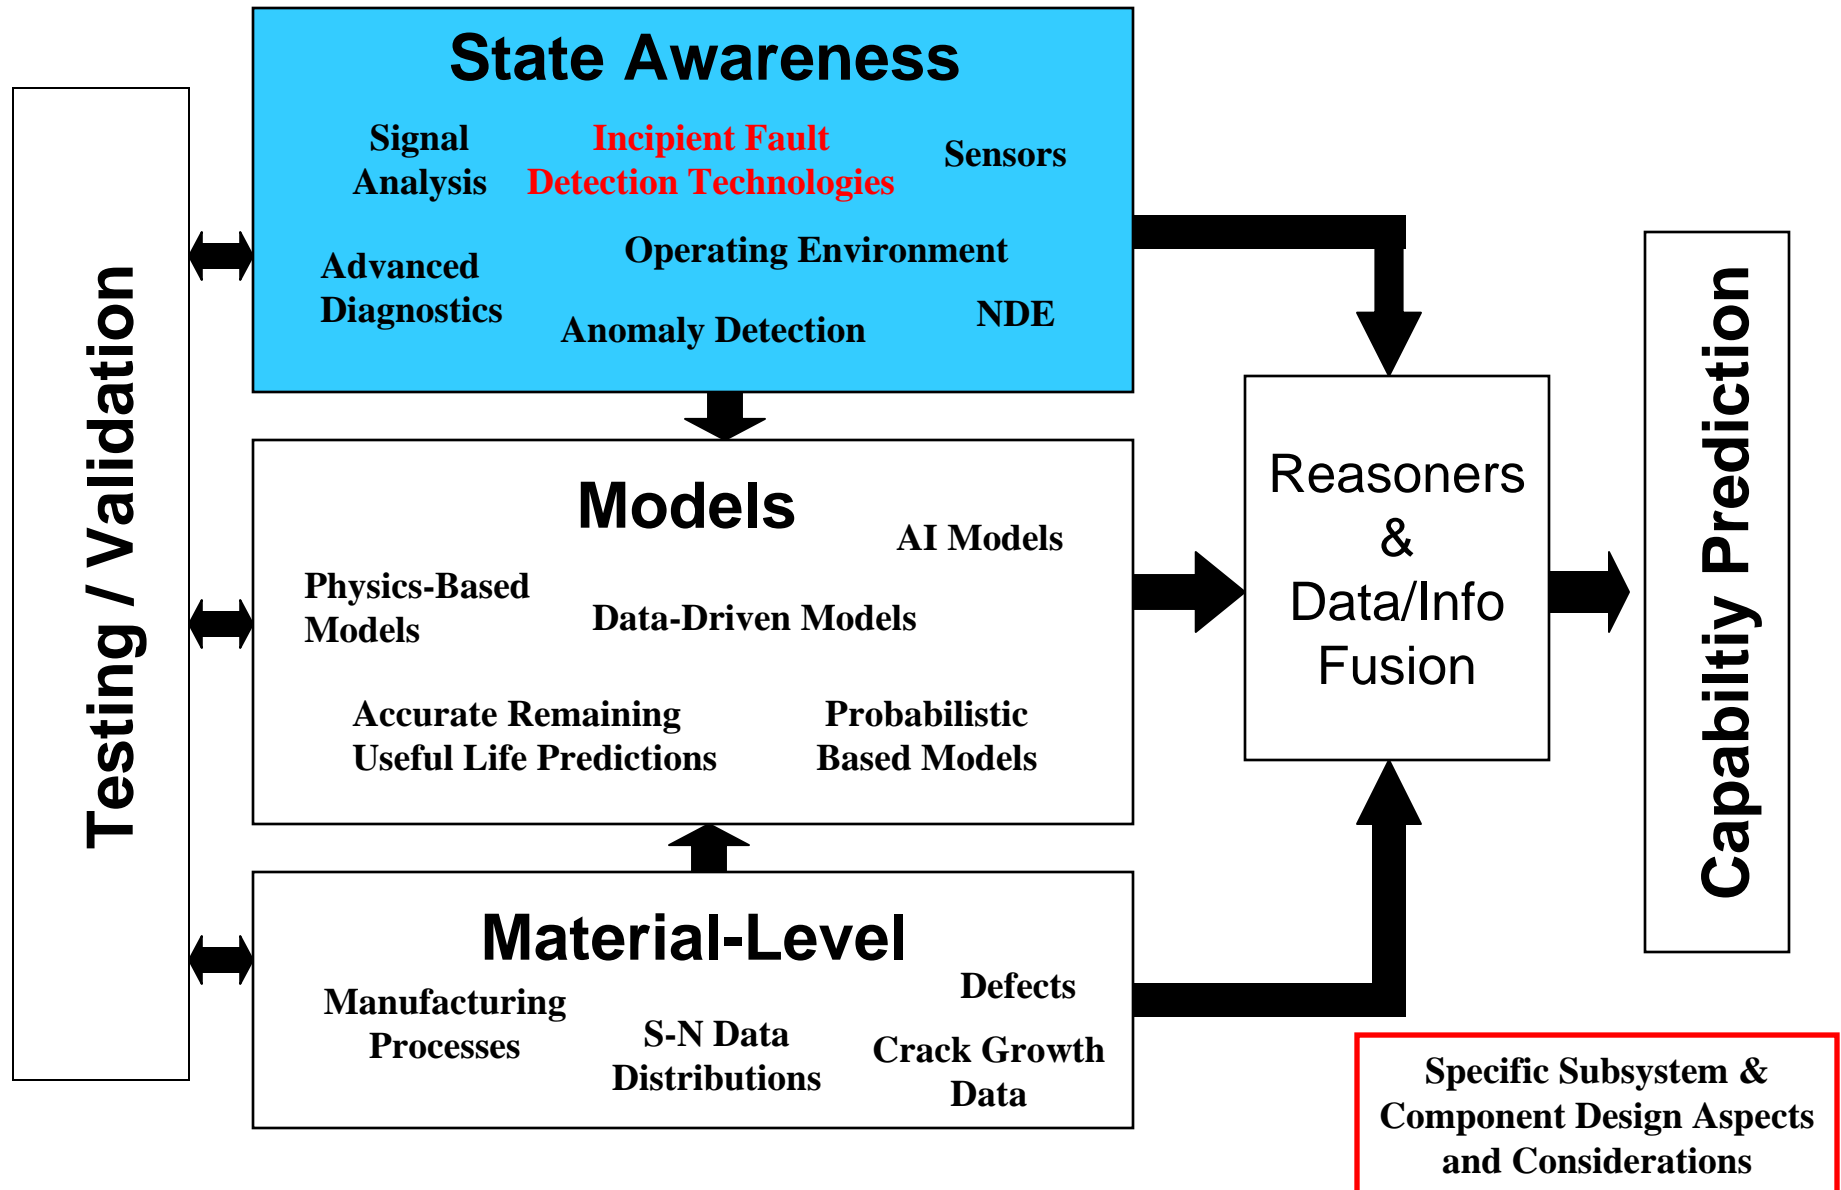 State Awareness
Signal
Analysis
Incipient Fault
Detection Technologies
Sensors
Advanced
Diagnostics
Operating Environment
Anomaly Detection
NDE
Testing / Validation
Models
AI Models
Physics-Based
Models
Data-Driven Models
Accurate Remaining
Useful Life Predictions
Probabilistic
Based Models
Material-Level
Manufacturing
Processes
S-N Data
Distributions
Defects
Crack Growth
Data
Reasoners
&
Data/Info
Fusion
Capabiltiy Prediction
Specific Subsystem &
Component Design Aspects
and Considerations